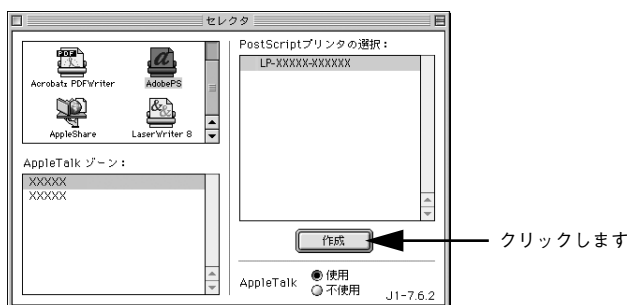 セレクタ
PostScriptプリンタの選択：
LP-XXXXX-XXXXXX
Acrobat™ PDFWriter
AdobePS
AppleShare
LaserWriter 8
AppleTalk ゾーン：
XXXXX
XXXXX
作成
クリックします
AppleTalk
使用
不使用
J1-7.6.2